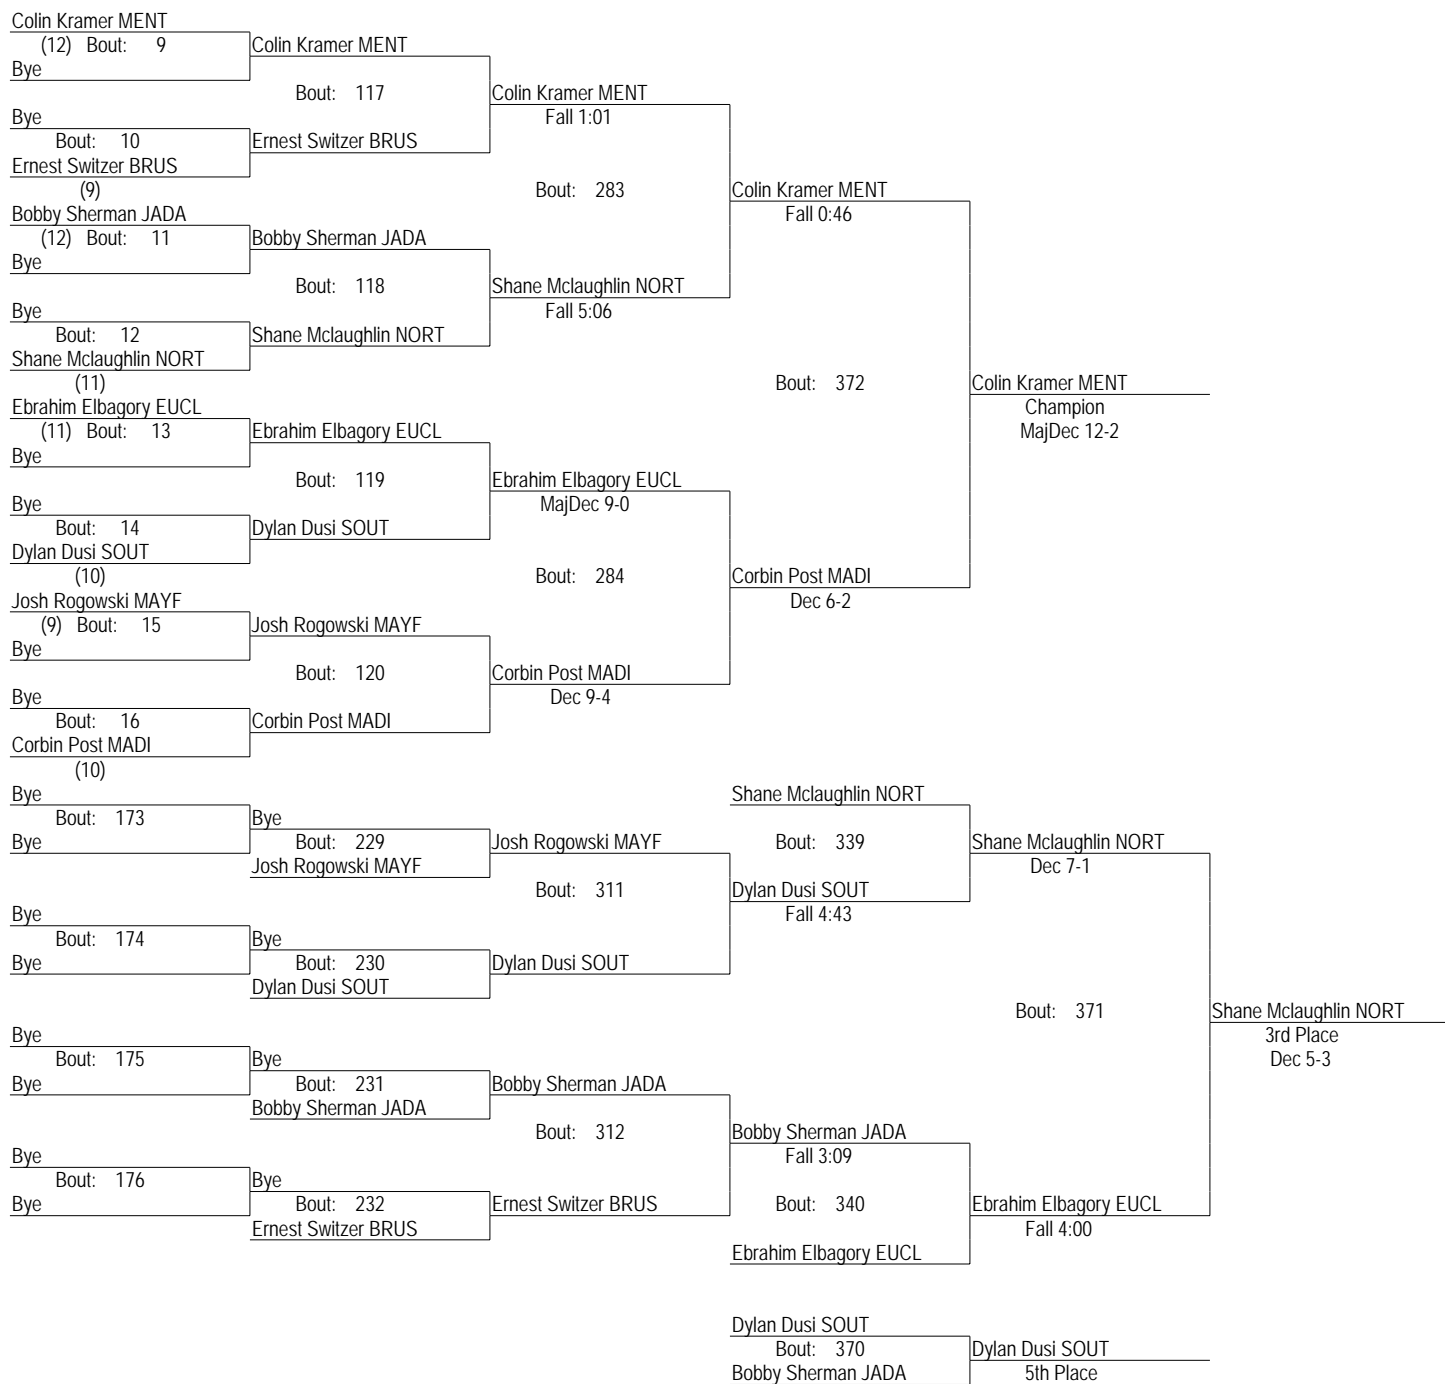 Colin Kramer MENT
(12) Bout: 9
Colin Kramer MENT
Bye
Bout: 117
Colin Kramer MENT
Bye
Fall 1:01
Bout: 10
Ernest Switzer BRUS
Ernest Switzer BRUS
(9)
Bout: 283
Colin Kramer MENT
Bobby Sherman JADA
Fall 0:46
(12) Bout: 11
Bobby Sherman JADA
Bye
Bout: 118
Shane Mclaughlin NORT
Bye
Fall 5:06
Bout: 12
Shane Mclaughlin NORT
Shane Mclaughlin NORT
(11)
Bout: 372
Colin Kramer MENT
Ebrahim Elbagory EUCL
Champion
(11) Bout: 13
Ebrahim Elbagory EUCL
MajDec 12-2
Bye
Bout: 119
Ebrahim Elbagory EUCL
Bye
MajDec 9-0
Bout: 14
Dylan Dusi SOUT
Dylan Dusi SOUT
(10)
Bout: 284
Corbin Post MADI
Josh Rogowski MAYF
Dec 6-2
(9) Bout: 15
Josh Rogowski MAYF
Bye
Bout: 120
Corbin Post MADI
Bye
Dec 9-4
Bout: 16
Corbin Post MADI
Corbin Post MADI
(10)
Bye
Shane Mclaughlin NORT
Bout: 173
Bye
Bye
Bout: 229
Josh Rogowski MAYF
Bout: 339
Shane Mclaughlin NORT
Josh Rogowski MAYF
Dec 7-1
Bout: 311
Dylan Dusi SOUT
Bye
Fall 4:43
Bout: 174
Bye
Bye
Bout: 230
Dylan Dusi SOUT
Dylan Dusi SOUT
Bout: 371
Shane Mclaughlin NORT
Bye
3rd Place
Bout: 175
Bye
Dec 5-3
Bye
Bout: 231
Bobby Sherman JADA
Bobby Sherman JADA
Bout: 312
Bobby Sherman JADA
Bye
Fall 3:09
Bout: 176
Bye
Bye
Bout: 232
Ernest Switzer BRUS
Bout: 340
Ebrahim Elbagory EUCL
Ernest Switzer BRUS
Fall 4:00
Ebrahim Elbagory EUCL
Dylan Dusi SOUT
Bout: 370
Dylan Dusi SOUT
Bobby Sherman JADA
5th Place